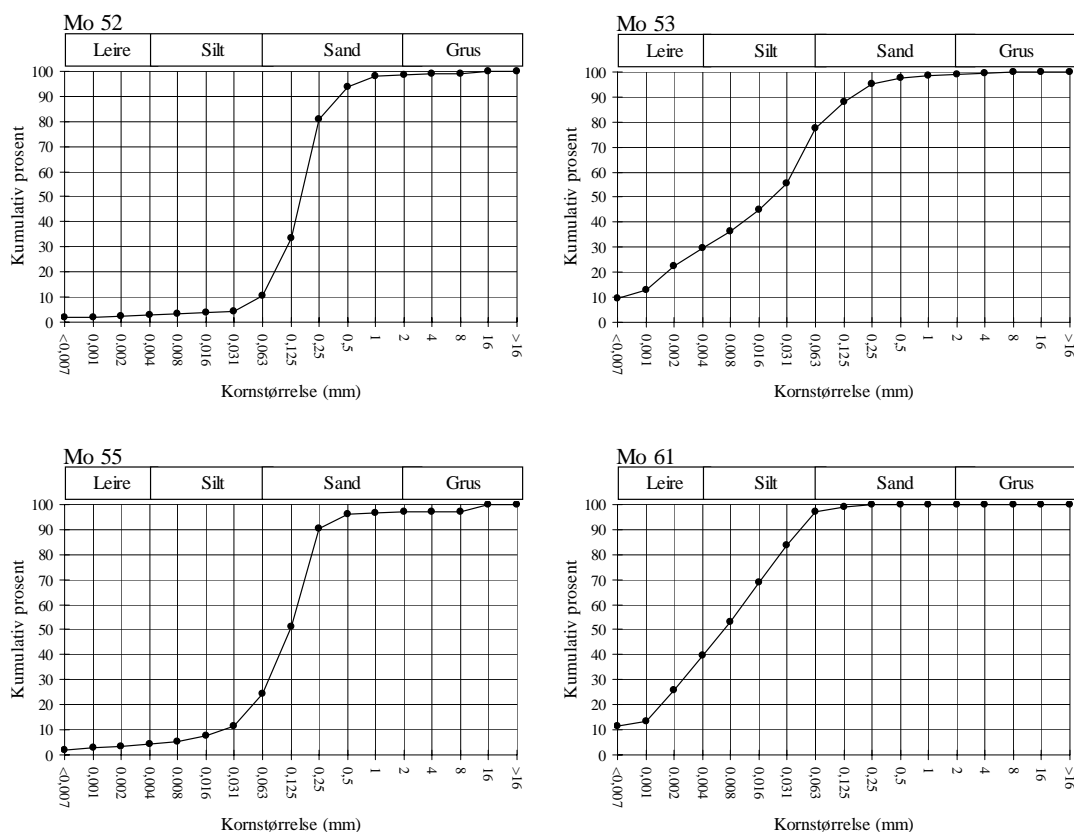 Mo 52
Leire Silt Sand Grus
100
90
80
70
60
50
40
30
20
10
0
Kumulativ prosent
<0,007 0,001 0,002 0,004 0,008 0,016 0,031 0,063 0,125 0,25 0,5 1 2 4 8 16 >16
Kornstørrelse (mm)
Mo 53
Leire Silt Sand Grus
100
90
80
70
60
50
40
30
20
10
0
Kumulativ prosent
<0,007 0,001 0,002 0,004 0,008 0,016 0,031 0,063 0,125 0,25 0,5 1 2 4 8 16 >16
Kornstørrelse (mm)
Mo 55
Leire Silt Sand Grus
100
90
80
70
60
50
40
30
20
10
0
Kumulativ prosent
<0,007 0,001 0,002 0,004 0,008 0,016 0,031 0,063 0,125 0,25 0,5 1 2 4 8 16 >16
Kornstørrelse (mm)
Mo 61
Leire Silt Sand Grus
100
90
80
70
60
50
40
30
20
10
0
Kumulativ prosent
<0,007 0,001 0,002 0,004 0,008 0,016 0,031 0,063 0,125 0,25 0,5 1 2 4 8 16 >16
Kornstørrelse (mm)